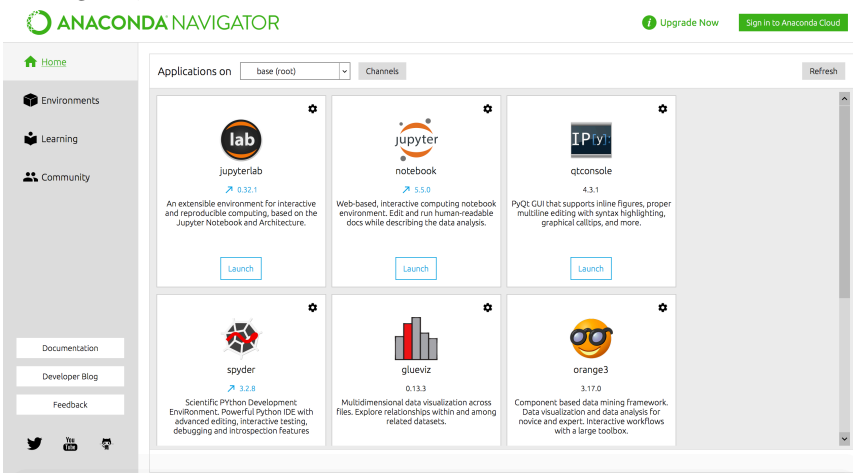 ANACONDA NAVIGATOR
Upgrade Now
Sign in to Anaconda Cloud
Home
Environments
Learning
Community
Documentation
Developer Blog
Feedback
You
Tube
Applications on
base (root)
Channels
Refresh
lab
jupyterlab
0.32.1
An extensible environment for interactive
and reproducible computing, based on the
Jupyter Notebook and Architecture.
Launch
jupyter
notebook
5.5.0
Web-based, interactive computing notebook
environment. Edit and run human-readable
docs while describing the data analysis.
Launch
IP[y]:
qtconsole
4.3.1
PyQt GUI that supports inline figures, proper
multiline editing with syntax highlighting,
graphical calltips, and more.
Launch
spyder
3.2.8
Scientific PYthon Development
EnviRonment. Powerful Python IDE with
advanced editing, interactive testing,
debugging and introspection features
glueviz
0.13.3
Multidimensional data visualization across
files. Explore relationships within and among
related datasets.
orange3
3.17.0
Component based data mining framework.
Data visualization and data analysis for
novice and expert. Interactive workflows
with a large toolbox.